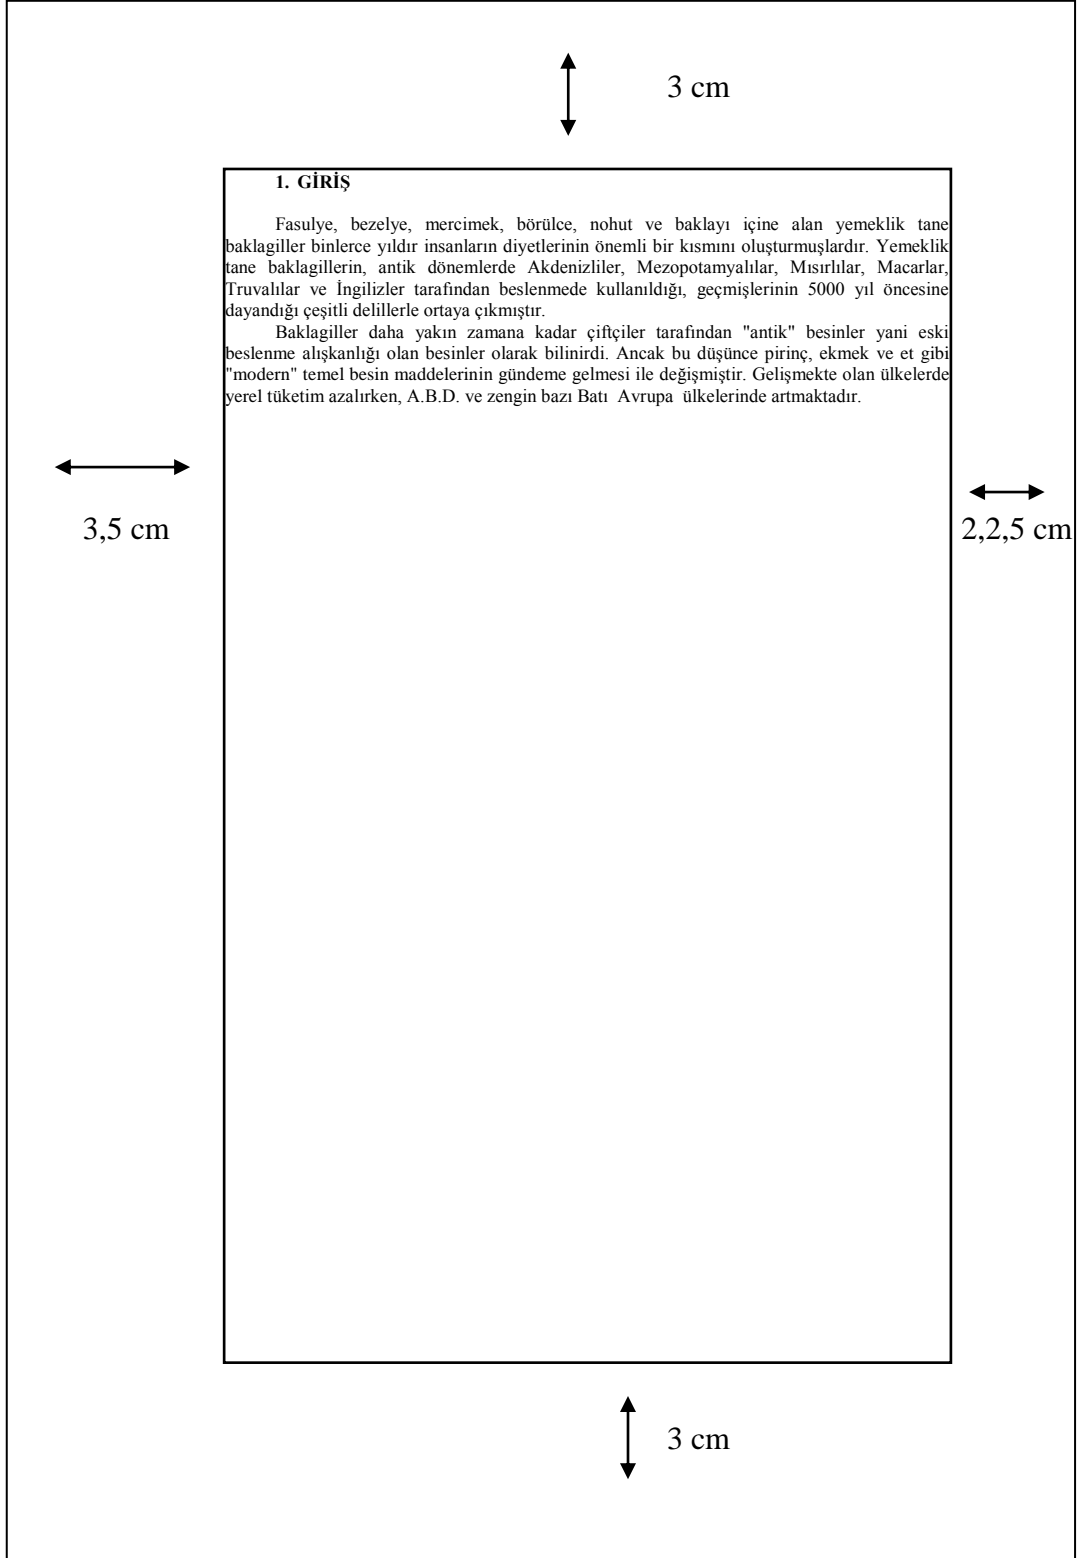 3 cm
1. GİRİŞ
Fasulye, bezelye, mercimek, börülce, nohut ve baklayı içine alan yemeklik tane
baklagiller binlerce yıldır insanların diyetlerinin önemli bir kısmını oluşturmuşlardır. Yemeklik
tane baklagillerin, antik dönemlerde Akdenizliler, Mezopotamyalılar, Mısırlılar, Macarlar,
Truvalılar ve İngilizler tarafından beslenmede kullanıldığı, geçmişlerinin 5000 yıl öncesine
dayandığı çeşitli delillerle ortaya çıkmıştır.
Baklagiller daha yakın zamana kadar çiftçiler tarafından "antik" besinler yani eski
beslenme alışkanlığı olan besinler olarak bilinirdi. Ancak bu düşünce pirinç, ekmek ve et gibi
"modern" temel besin maddelerinin gündeme gelmesi ile değişmiştir. Gelişmekte olan ülkelerde
yerel tüketim azalırken, A.B.D. ve zengin bazı Batı Avrupa ülkelerinde artmaktadır.
3,5 cm
2,2,5 cm
3 cm